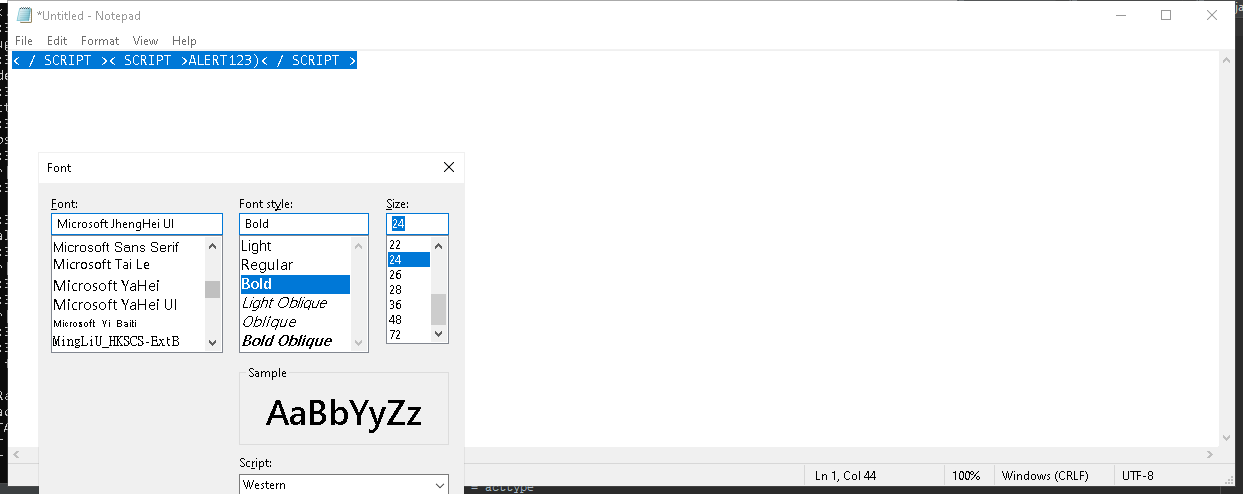 *Untitled - Notepad
File Edit Format View Help
< / SCRIPT >< SCRIPT >ALERT123)< / SCRIPT >
Font
Font: Font style: Size:
Microsoft JhengHei UI Bold 24
Microsoft Sans Serif Light 22
Microsoft Tai Le Regular 24
Microsoft YaHei Bold 26
Microsoft YaHei UI Light Oblique 28
Microsoft Yi Baiti Oblique 36
MingLiU_HKSCS-ExtB Bold Oblique 48
72
Sample
AaBbYyZz
Script:
Western
Ln 1, Col 44 100% Windows (CRLF) UTF-8
= acctype